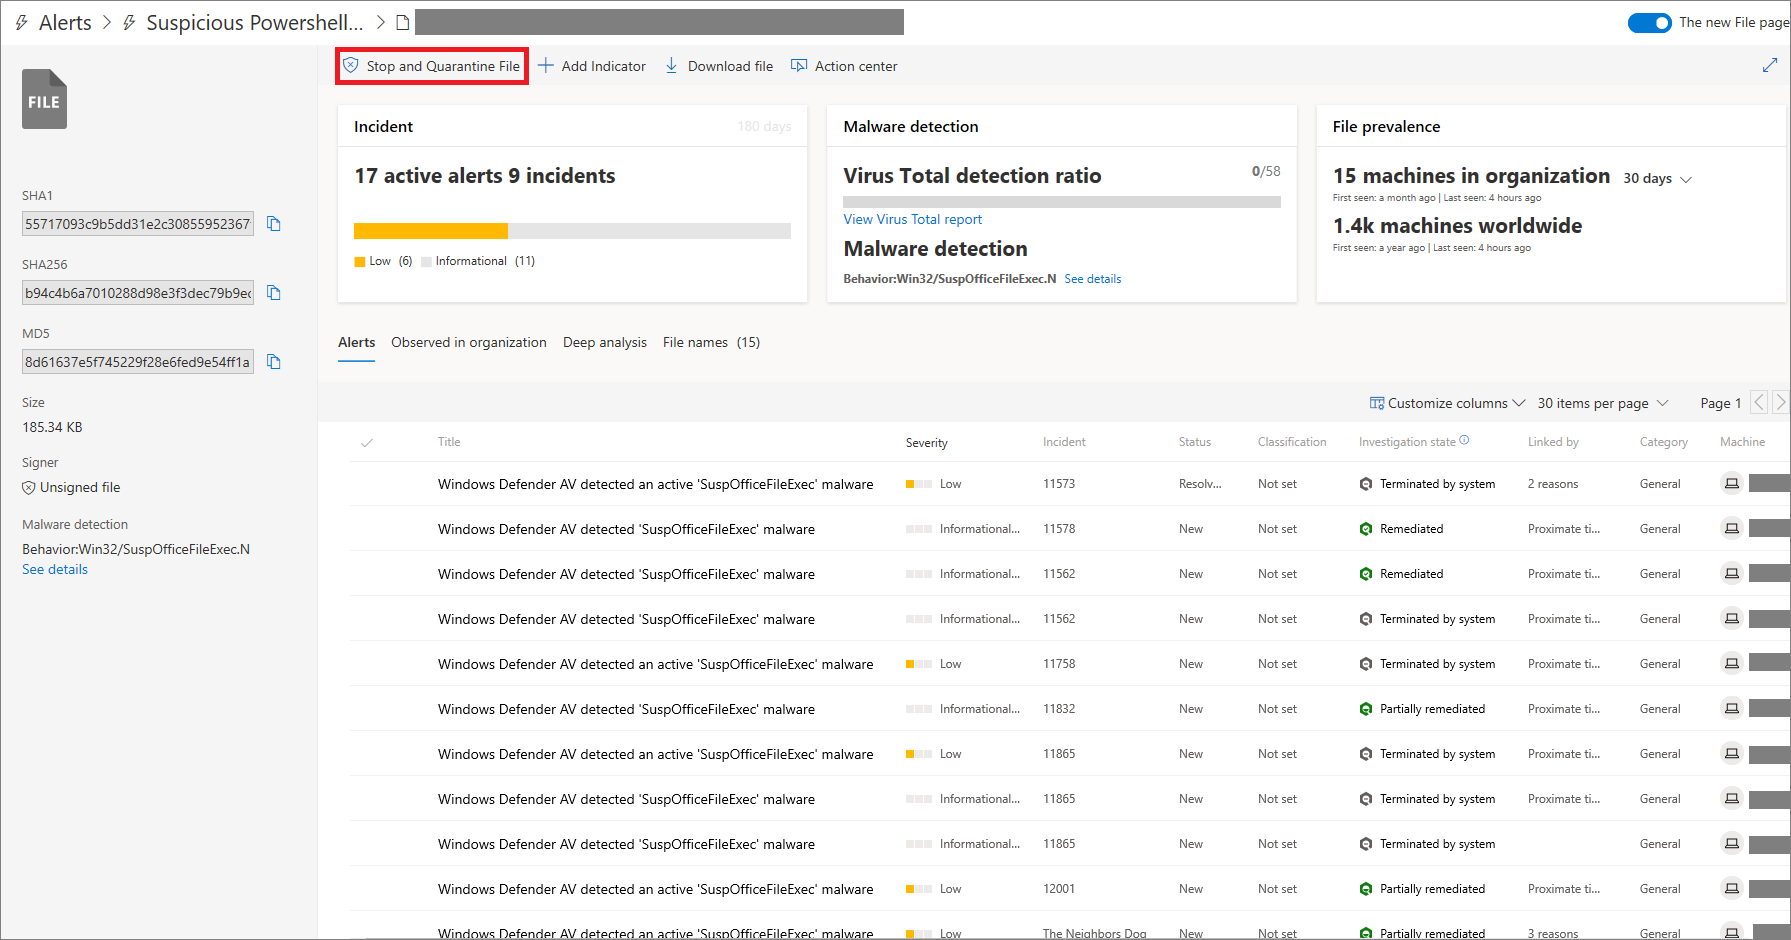 Alerts > Suspicious Powershell... >
The new File page
FILE
Stop and Quarantine File Add Indicator Download file Action center
SHA1
55717093c9b5dd31e2c3085595236
SHA256
b94c4b6a7010288d98e3f3dec79b9e
MD5
8d61637e5f745229f28e6fed9e54ff1a
Size
185.34 KB
Signer
Unsigned file
Malware detection
Behavior:Win32/SuspOfficeFileExec.N
See details
Incident 180 days
17 active alerts 9 incidents
Low (6) Informational (11)
Malware detection
Virus Total detection ratio 0/58
View Virus Total report
Malware detection
Behavior:Win32/SuspOfficeFileExec.N See details
File prevalence
15 machines in organization 30 days
First seen: a month ago | Last seen: 4 hours ago
1.4k machines worldwide
First seen: a year ago | Last seen: 4 hours ago
Alerts Observed in organization Deep analysis File names (15)
Customize columns 30 items per page Page 1
Title Severity Incident Status Classification Investigation state Linked by Category Machine
Windows Defender AV detected an active 'SuspOfficeFileExec' malware Low 11573 Resolv... Not set Terminated by system 2 reasons General
Windows Defender AV detected 'SuspOfficeFileExec' malware Informational... 11578 New Not set Remediated Proximate ti... General
Windows Defender AV detected 'SuspOfficeFileExec' malware Informational... 11562 New Not set Remediated Proximate ti... General
Windows Defender AV detected 'SuspOfficeFileExec' malware Informational... 11562 New Not set Terminated by system Proximate ti... General
Windows Defender AV detected an active 'SuspOfficeFileExec' malware Low 11758 New Not set Terminated by system Proximate ti... General
Windows Defender AV detected 'SuspOfficeFileExec' malware Informational... 11832 New Not set Partially remediated Proximate ti... General
Windows Defender AV detected an active 'SuspOfficeFileExec' malware Low 11865 New Not set Terminated by system Proximate ti... General
Windows Defender AV detected 'SuspOfficeFileExec' malware Informational... 11865 New Not set Terminated by system Proximate ti... General
Windows Defender AV detected 'SuspOfficeFileExec' malware Informational... 11865 New Not set Terminated by system General
Windows Defender AV detected an active 'SuspOfficeFileExec' malware Low 12001 New Not set Partially remediated Proximate ti... General
Windows Defender AV detected an active 'SuspOfficeFileExec' malware Low The Neighbors Dog New Not set Partially remediated 3 reasons General